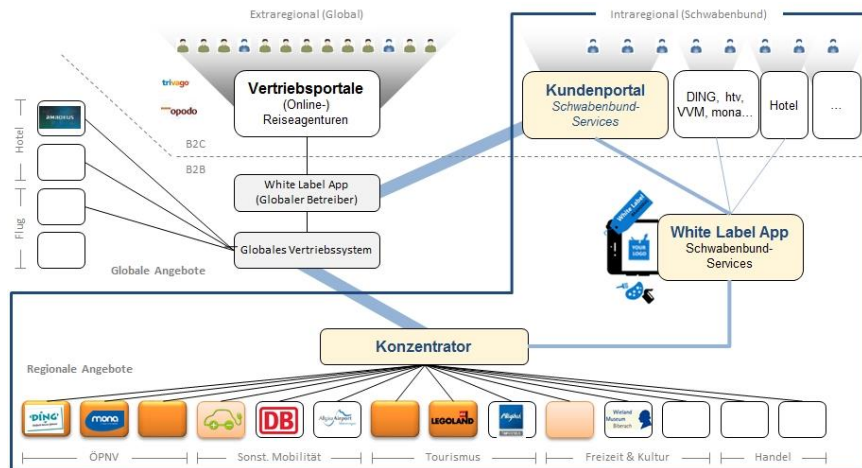 Extraregional (Global)
Intraregional (Schwabenbund)
trivago
opodo
Vertriebsportale
(Online-)
Reiseagenturen
Kundenportal
Schwabenbund-
Services
DING, htv,
VVM, mona...
Hotel
...
AMADEUS
Hotel
Flug
B2C
B2B
White Label App
(Globaler Betreiber)
Globales Vertriebssystem
Globale Angebote
White Label
YOUR
LOGO
White Label App
Schwabenbund-
Services
Konzentrator
Regionale Angebote
DING
mona
DB
Allgäu Airport
LEGOLAND
Allgäu
Wieland
Museum
Biberach
ÖPNV
Sonst. Mobilität
Tourismus
Freizeit & Kultur
Handel